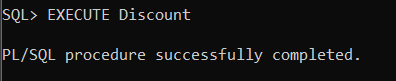 SQL> EXECUTE Discount
PL/SQL procedure successfully completed.